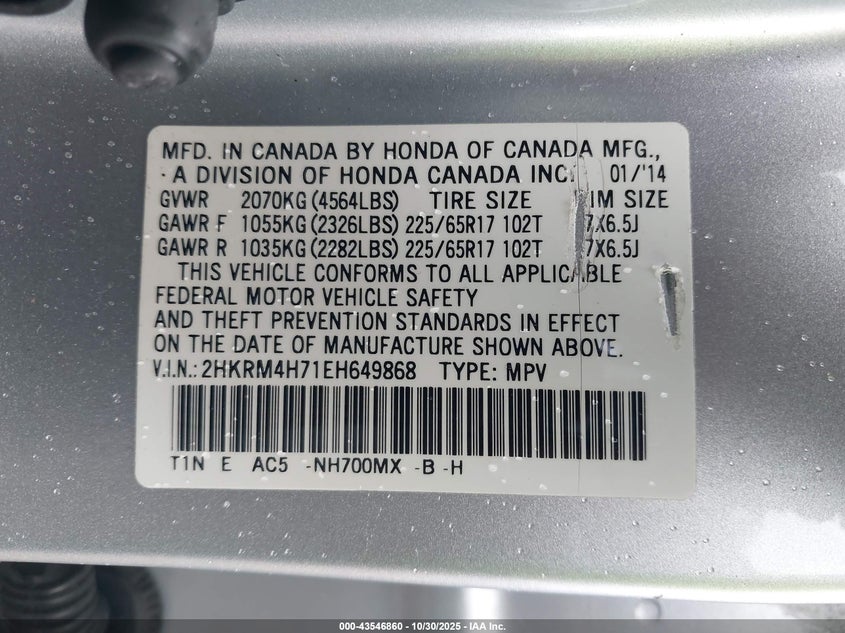 MFD. IN CANADA BY HONDA OF CANADA MFG.,
A DIVISION OF HONDA CANADA INC. 01/'14
GVWR 2070KG (4564LBS) TIRE SIZE IM SIZE
GAWR F 1055KG (2326LBS) 225/65R17 102T 7X6.5J
GAWR R 1035KG (2282LBS) 225/65R17 102T 7X6.5J
THIS VEHICLE CONFORMS TO ALL APPLICABLE
FEDERAL MOTOR VEHICLE SAFETY
AND THEFT PREVENTION STANDARDS IN EFFECT
ON THE DATE OF MANUFACTURE SHOWN ABOVE.
V.I.N.: 2HKRM4H71EH649868 TYPE: MPV
T1N E AC5 -NH700MX -B -H
000-43546860 - 10/30/2025 - IAA Inc.